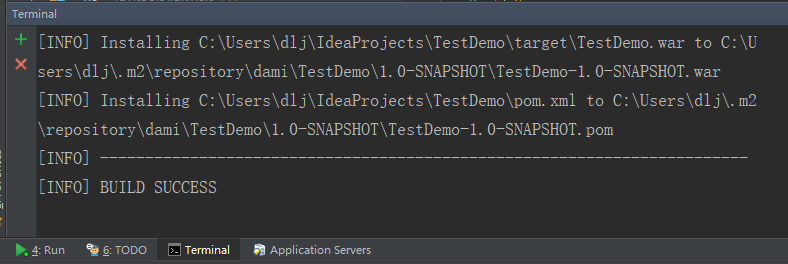 Terminal
[INFO] Installing C:\Users\dlj\IdeaProjects\TestDemo\target\TestDemo.war to C:\U
sers\dlj\.m2\repository\dami\TestDemo\1.0-SNAPSHOT\TestDemo-1.0-SNAPSHOT.war
[INFO] Installing C:\Users\dlj\IdeaProjects\TestDemo\pom.xml to C:\Users\dlj\.m2
\repository\dami\TestDemo\1.0-SNAPSHOT\TestDemo-1.0-SNAPSHOT.pom
[INFO] ------------------------------------------------------------------------
[INFO] BUILD SUCCESS
4: Run 6: TODO Terminal Application Servers